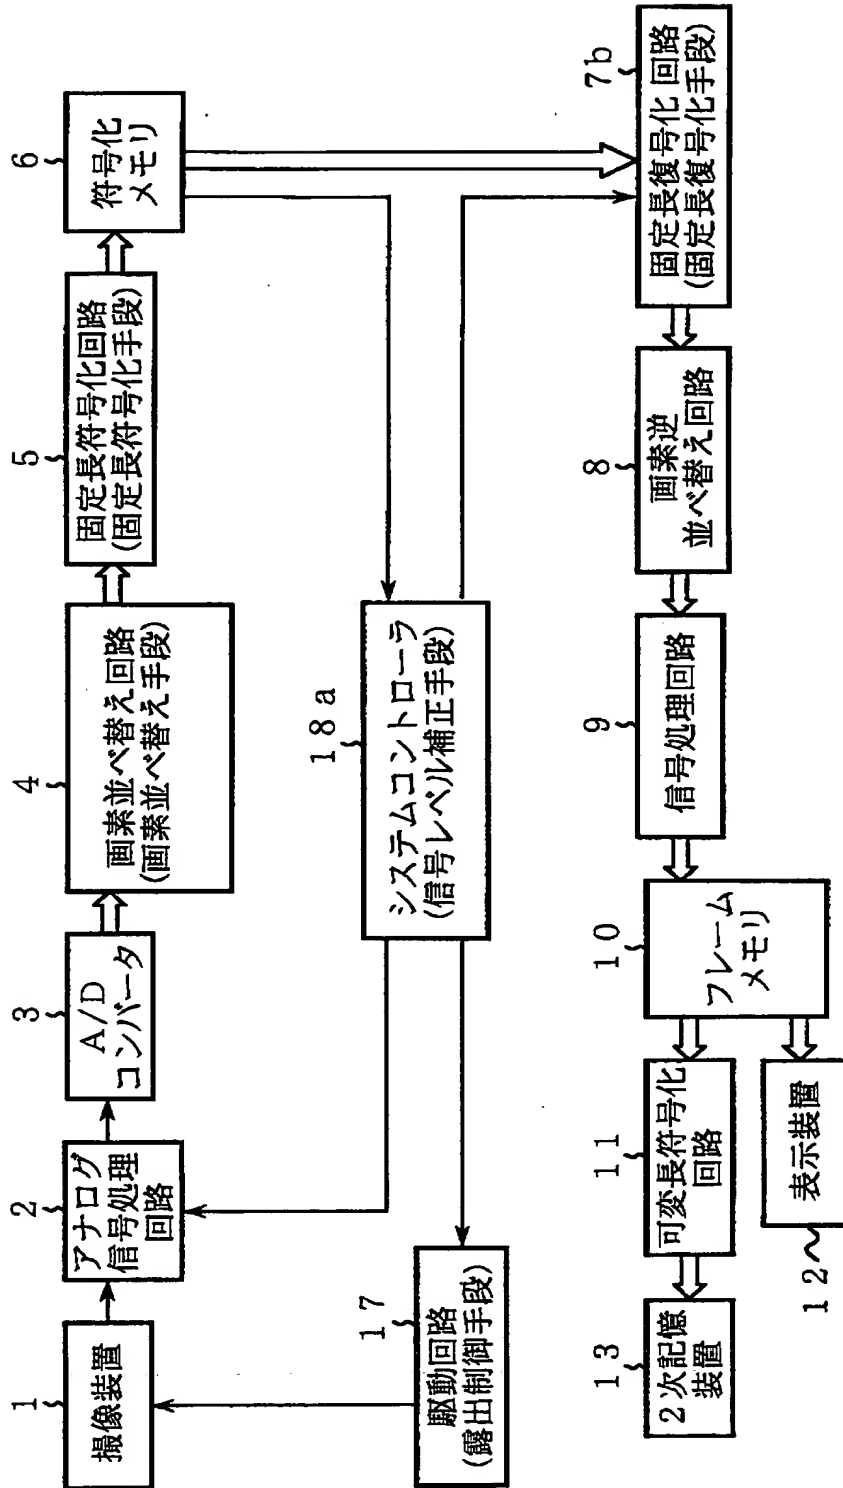 1
撮像装置
2
アナログ
信号処理
回路
3
A/D
コンバータ
4
画素並べ替え回路
(画素並べ替え手段)
5
固定長符号化回路
(固定長符号化手段)
6
符号化
メモリ
17
駆動回路
(露出制御手段)
18a
システムコントローラ
(信号レベル補正手段)
13
2次記憶
装置
11
可変長符号化
回路
12
表示装置
10
フレーム
メモリ
9
信号処理回路
8
画素逆
並べ替え回路
7b
固定長復号化回路
(固定長復号化手段)